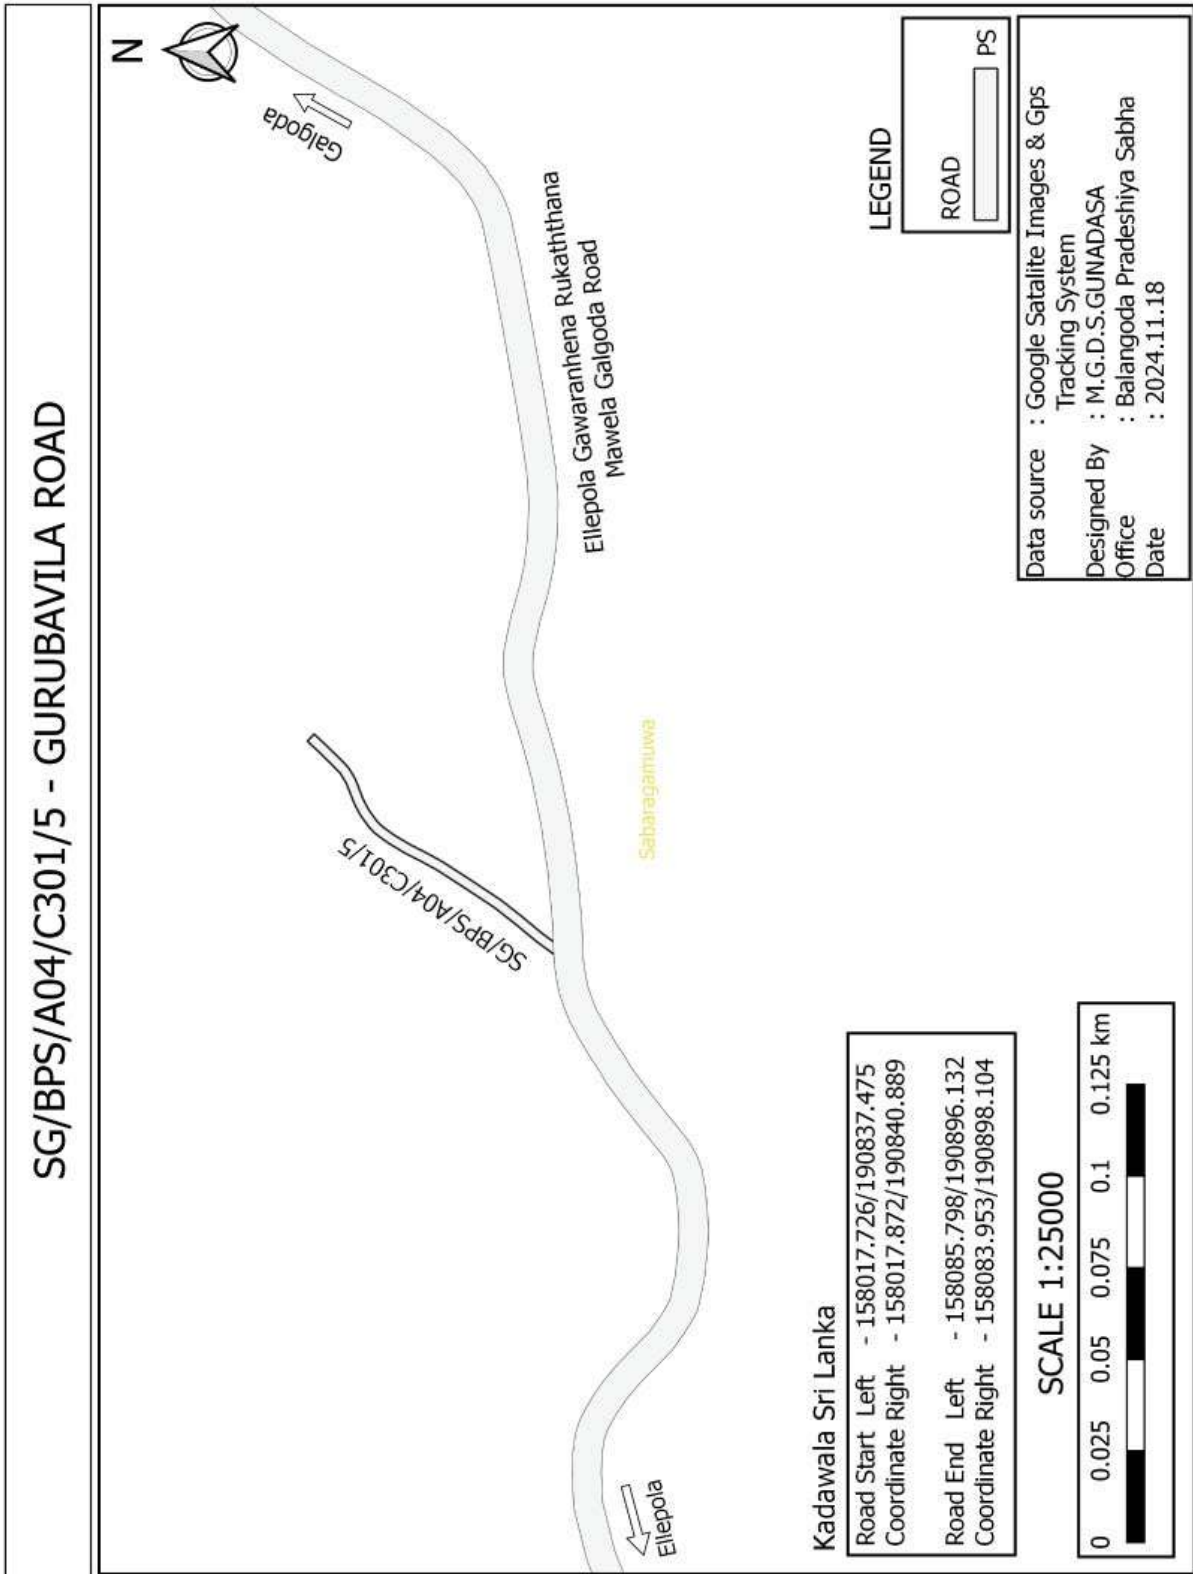 SG/BPS/A04/C301/5 - GURUBAVILA ROAD
N
Galgoda
Ellepola Gawaranhena Rukaththana
Mawela Galgoda Road
SG/BPS/A04/C301/5
Sabaragamuwa
Ellepola
Kadawala Sri Lanka
Road Start Left - 158017.726/190837.475
Coordinate Right - 158017.872/190840.889
Road End Left - 158085.798/190896.132
Coordinate Right - 158083.953/190898.104
SCALE 1:25000
0 0.025 0.05 0.075 0.1 0.125 km
LEGEND
ROAD
PS
Data source : Google Satalite Images & Gps
Tracking System
Designed By : M.G.D.S.GUNADASA
Office : Balangoda Pradeshiya Sabha
Date : 2024.11.18